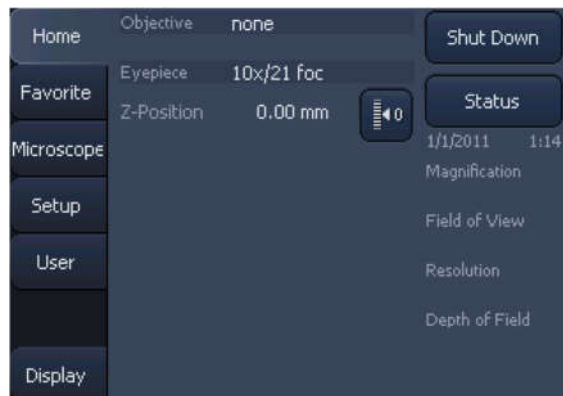 Home
Favorite
Microscope
Setup
User
Display
Objective none
Eyepiece 10x/21 foc
Z-Position 0.00 mm
0
Shut Down
Status
1/1/2011 1:14
Magnification
Field of View
Resolution
Depth of Field